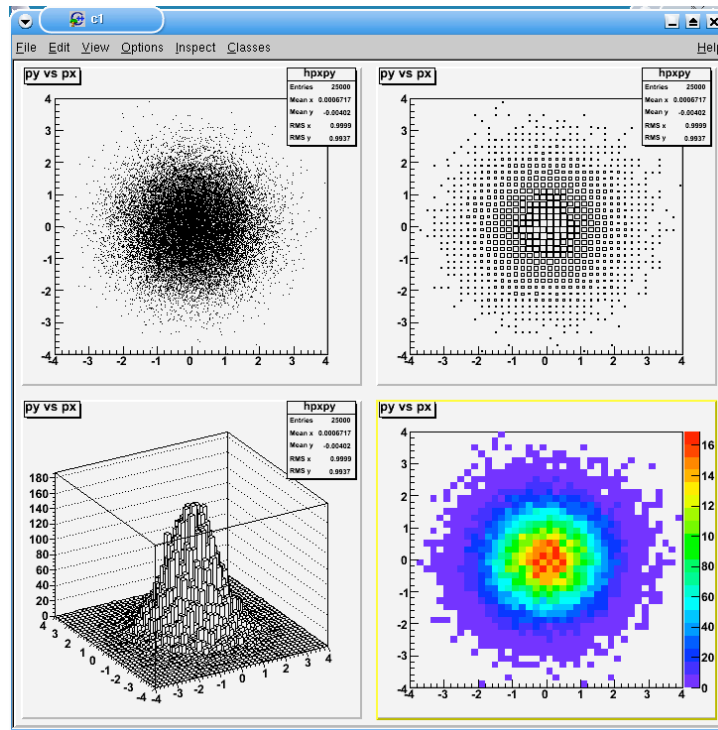 c1
File Edit View Options Inspect Classes Help
py vs px
hpxpy
Entries 25000
Mean x 0.0006717
Mean y -0.00402
RMS x 0.9999
RMS y 0.9937
4
3
2
1
0
-1
-2
-3
-4
-4 -3 -2 -1 0 1 2 3 4
py vs px
hpxpy
Entries 25000
Mean x 0.0006717
Mean y -0.00402
RMS x 0.9999
RMS y 0.9937
4
3
2
1
0
-1
-2
-3
-4
-4 -3 -2 -1 0 1 2 3 4
py vs px
hpxpy
Entries 25000
Mean x 0.0006717
Mean y -0.00402
RMS x 0.9999
RMS y 0.9937
180
160
140
120
100
80
60
40
20
0
4 3 2 1 0 -1 -2 -3 -4
-4 -3 -2 -1 0 1 2 3 4
py vs px
4
3
2
1
0
-1
-2
-3
-4
-4 -3 -2 -1 0 1 2 3 4
16
14
12
10
80
60
40
20
0